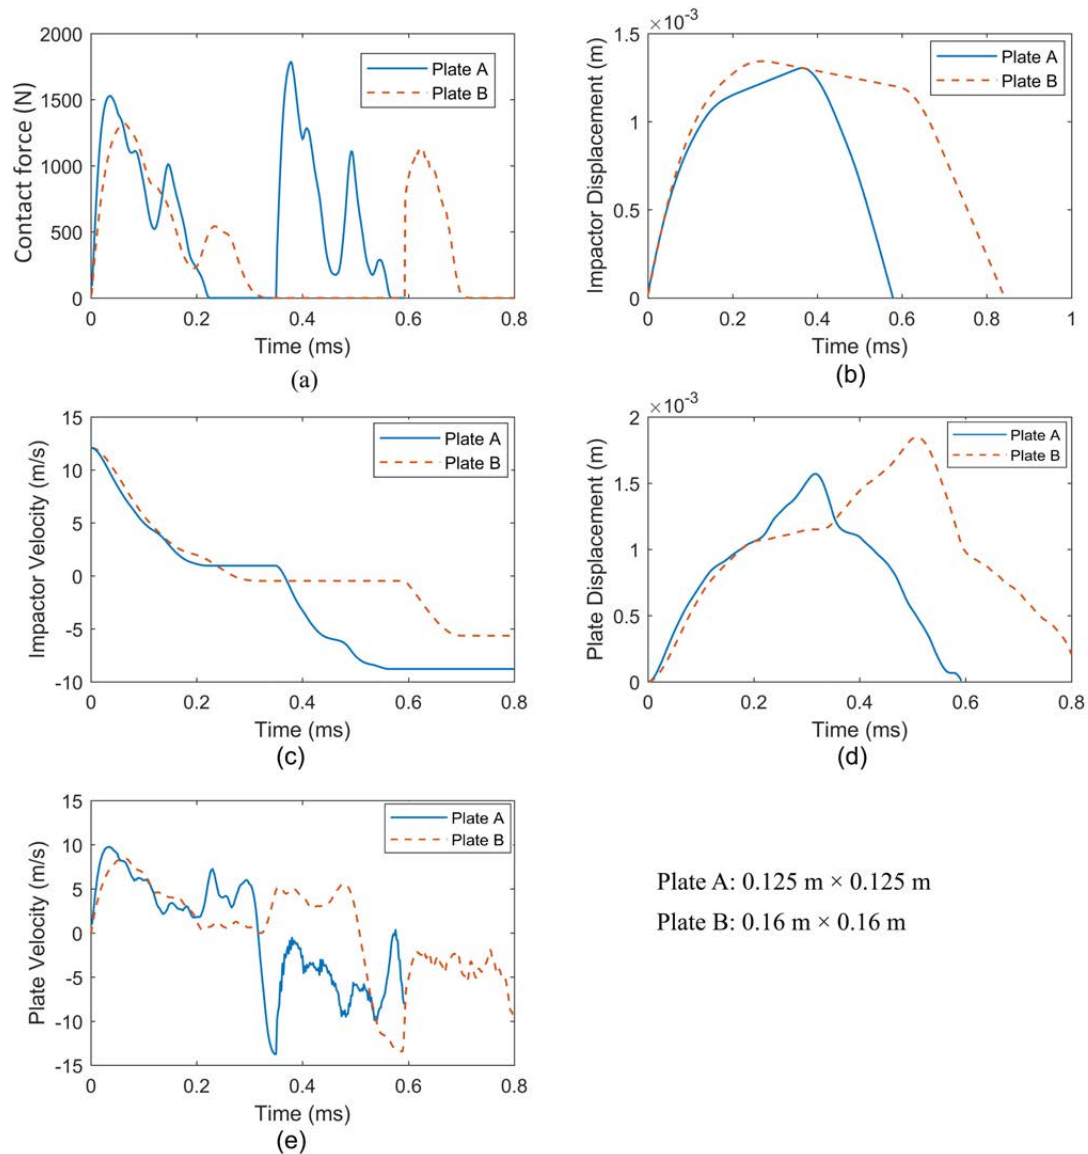 2000
1500
1000
500
0
Contact force (N)
Plate A
Plate B
0 0.2 0.4 0.6 0.8
Time (ms)
(a)
×10-3
1.5
1
0.5
0
Impactor Displacement (m)
Plate A
Plate B
0 0.2 0.4 0.6 0.8 1
Time (ms)
(b)
15
10
5
0
-5
-10
Impactor Velocity (m/s)
Plate A
Plate B
0 0.2 0.4 0.6 0.8
Time (ms)
(c)
×10-3
2
1.5
1
0.5
0
Plate Displacement (m)
Plate A
Plate B
0 0.2 0.4 0.6 0.8
Time (ms)
(d)
15
10
5
0
-5
-10
-15
Plate Velocity (m/s)
Plate A
Plate B
0 0.2 0.4 0.6 0.8
Time (ms)
(e)
Plate A: 0.125 m × 0.125 m
Plate B: 0.16 m × 0.16 m